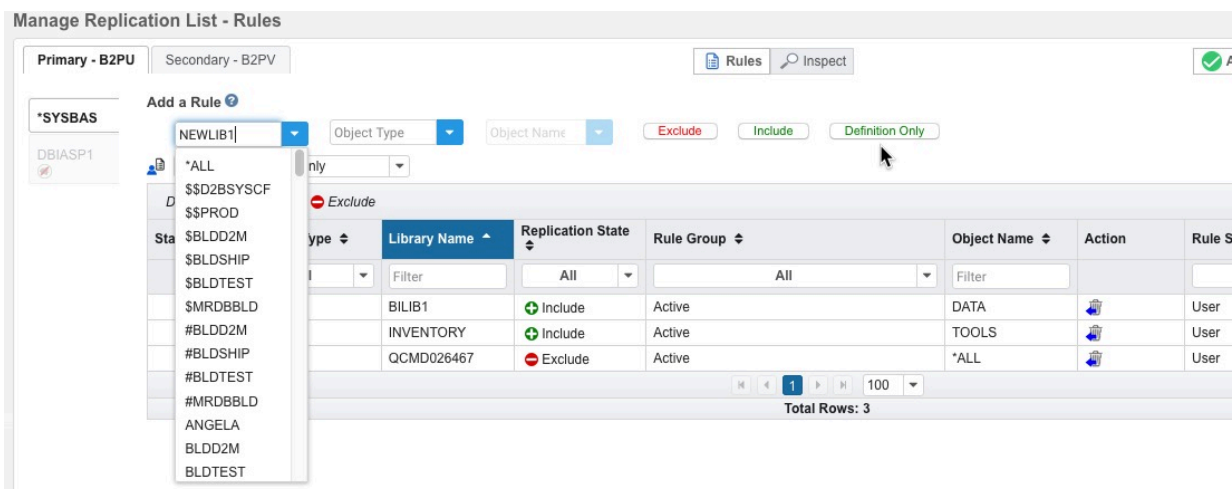 Manage Replication List - Rules
Primary - B2PU Secondary - B2PV Rules Inspect A
*SYSBAS
DBIASP1
Add a Rule ?
NEWLIB1 Object Type Object Name Exclude Include Definition Only
nly
D Exclude
Sta ype Library Name Replication State Rule Group Object Name Action Rule S
l Filter All All Filter
BILIB1 Include Active DATA User
INVENTORY Include Active TOOLS User
QCMD026467 Exclude Active *ALL User
1 100
Total Rows: 3
*ALL
$$D2BSYSCF
$$PROD
$BLDD2M
$BLDSHIP
$BLDTEST
$MRDBBLD
#BLDD2M
#BLDSHIP
#BLDTEST
#MRDBBLD
ANGELA
BLDD2M
BLDTEST